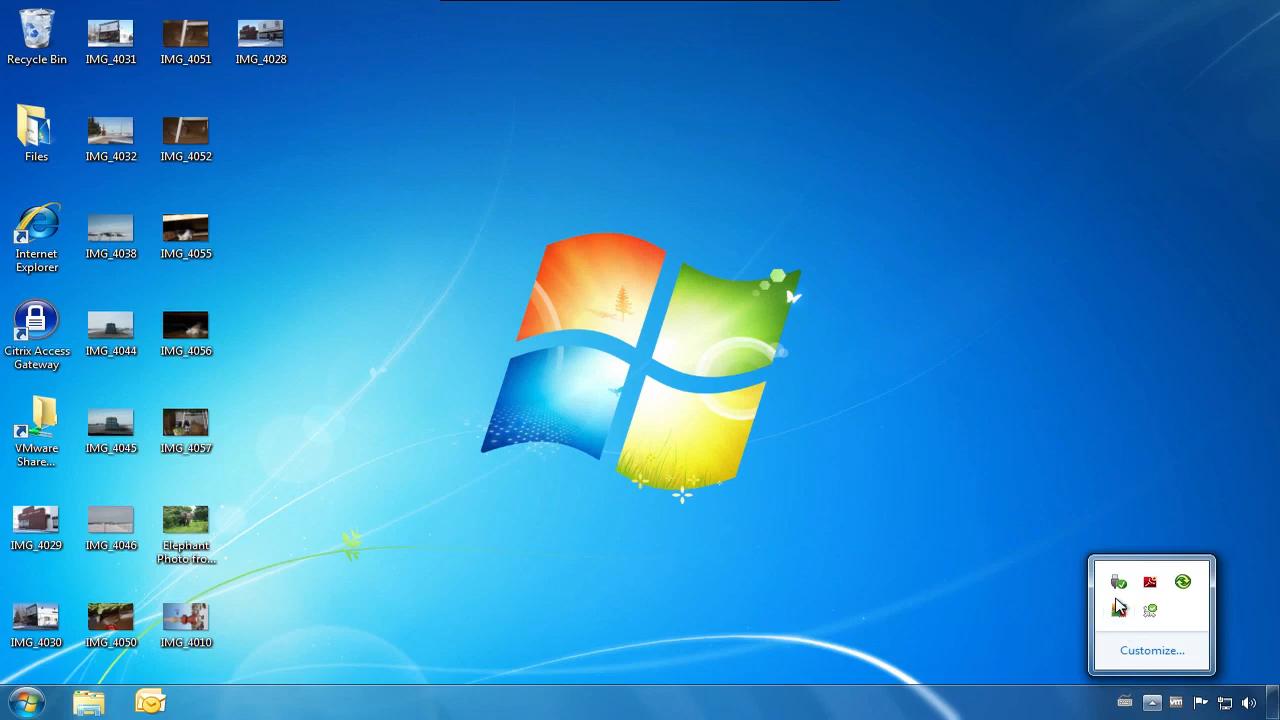 Recycle Bin
IMG_4031
IMG_4051
IMG_4028
Files
IMG_4032
IMG_4052
Internet
Explorer
IMG_4038
IMG_4055
Citrix Access
Gateway
IMG_4044
IMG_4056
VMware
Share...
IMG_4045
IMG_4057
IMG_4029
IMG_4046
Elephant
Photo fro...
IMG_4030
IMG_4050
IMG_4010
Customize...
vm